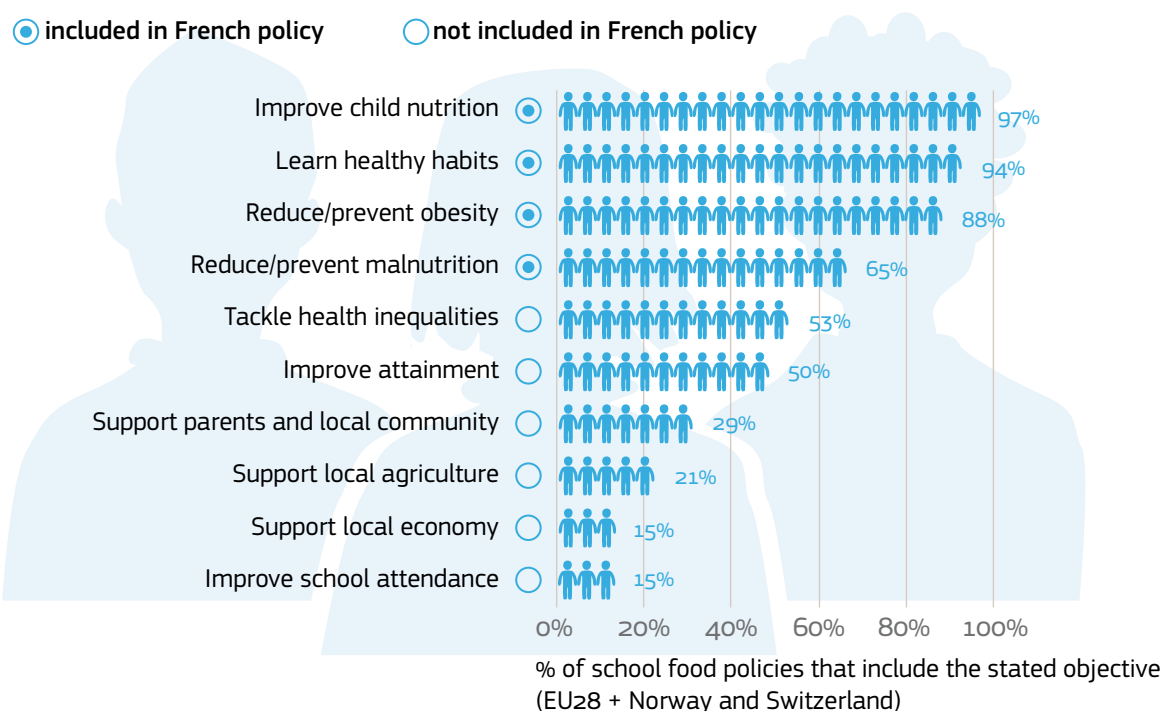 included in French policy not included in French policy
Improve child nutrition 97%
Learn healthy habits 94%
Reduce/prevent obesity 88%
Reduce/prevent malnutrition 65%
Tackle health inequalities 53%
Improve attainment 50%
Support parents and local community 29%
Support local agriculture 21%
Support local economy 15%
Improve school attendance 15%
0% 20% 40% 60% 80% 100%
% of school food policies that include the stated objective
(EU28 + Norway and Switzerland)